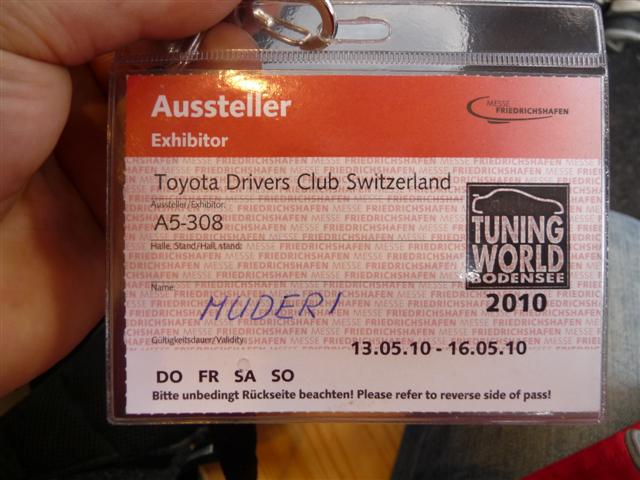 Aussteller
Exhibitor
MESSE
FRIEDRICHSHAFEN
Toyota Drivers Club Switzerland
Aussteller/Exhibitor:
A5-308
Halle, Stand/Hall, stand:
TUNING
WORLD
BODENSEE
2010
Name:
MUDERI
Gültigkeitsdauer/Validity:
13.05.10 - 16.05.10
DO FR SA SO
Bitte unbedingt Rückseite beachten! Please refer to reverse side of pass!